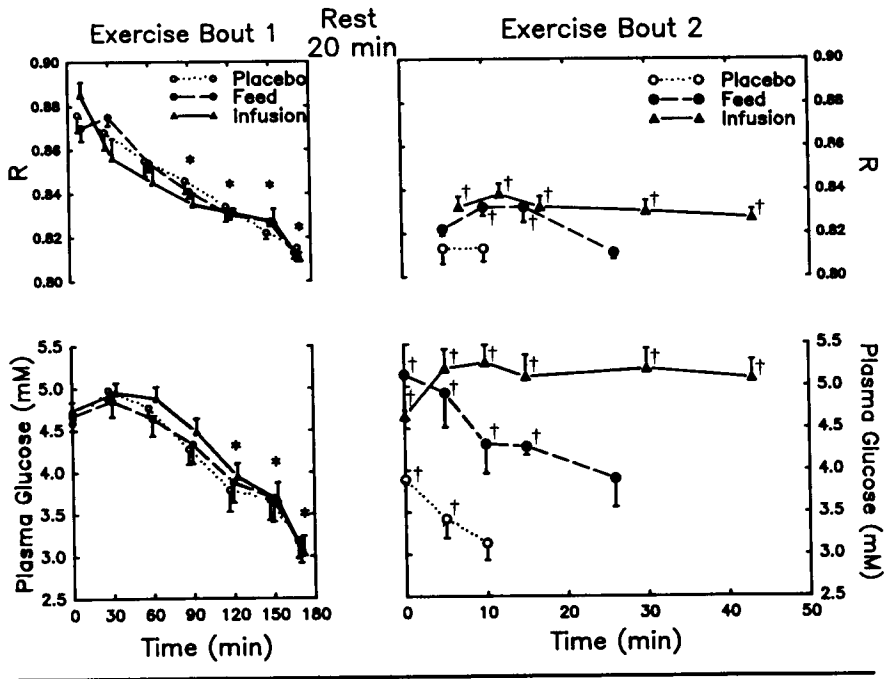 Exercise Bout 1
Rest
20 min
Exercise Bout 2
0.90
0.88
0.86
0.84
0.82
0.80
R
Placebo
Feed
Infusion
* * * *
Placebo
Feed
Infusion
† † † † †
† †
0.90
0.88
0.86
0.84
0.82
0.80
R
5.5
5.0
4.5
4.0
3.5
3.0
2.5
Plasma Glucose (mM)
* * *
0 30 60 90 120 150 180
Time (min)
† † † † † †
† † † †
† †
0 10 20 30 40 50
Time (min)
5.5
5.0
4.5
4.0
3.5
3.0
2.5
Plasma Glucose (mM)